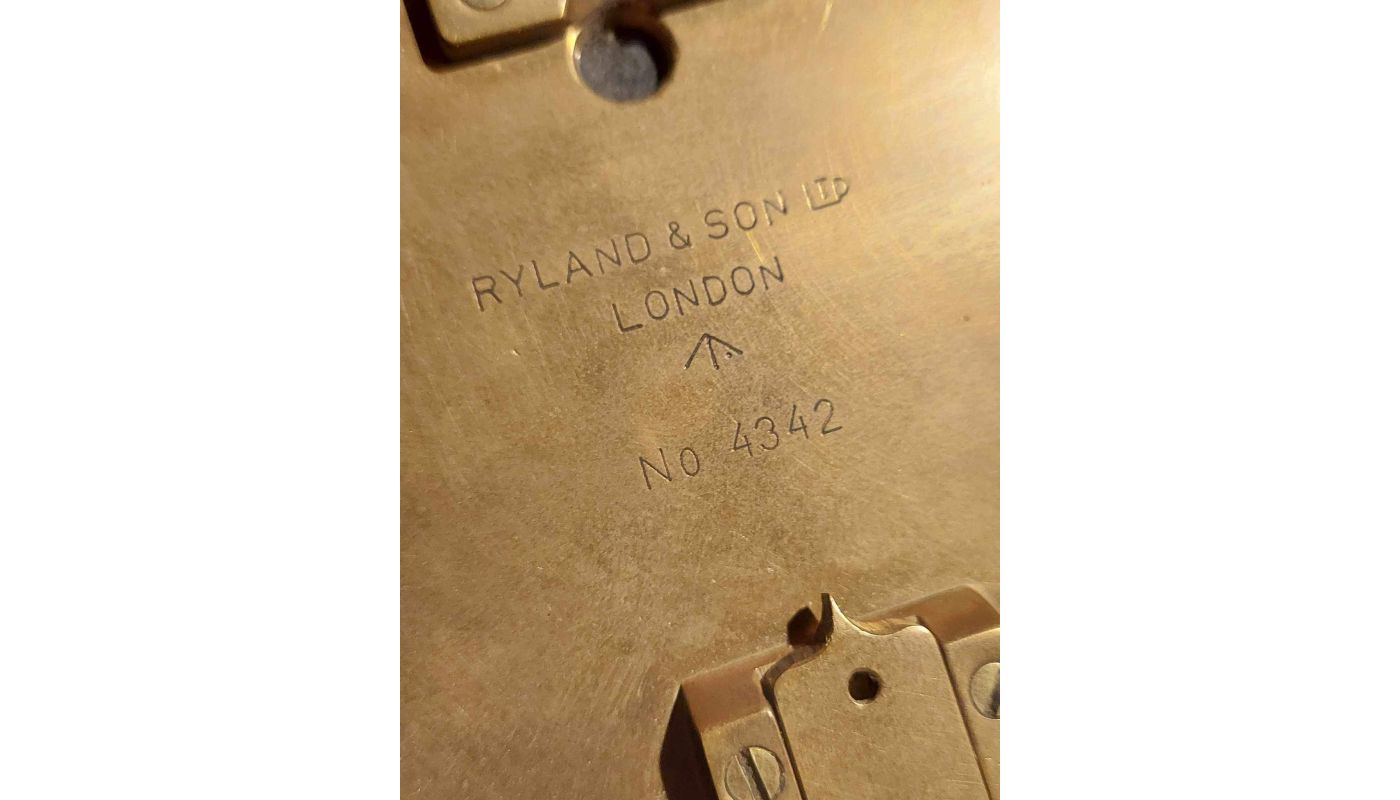 RYLAND & SON LTD
LONDON
No 4342